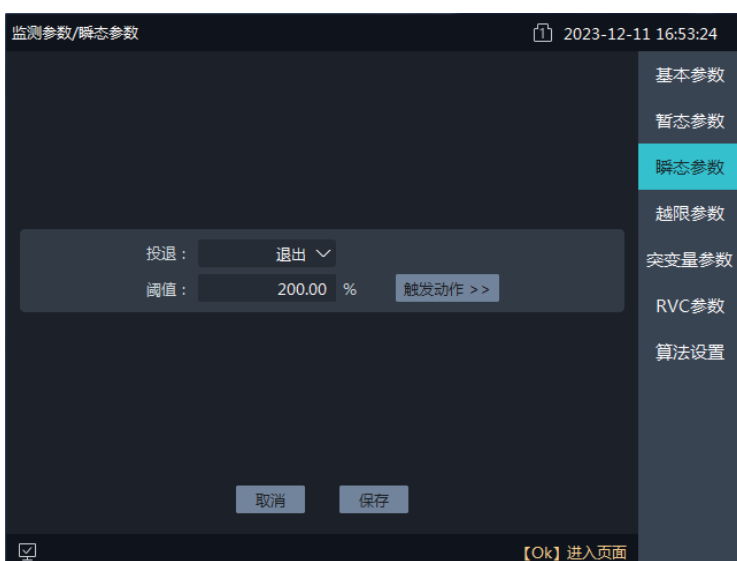 监测参数/瞬态参数
1 2023-12-11 16:53:24
基本参数
暂态参数
瞬态参数
越限参数
突变量参数
RVC参数
算法设置
投退： 退出
阈值： 200.00 % 触发动作 >>
取消 保存
【Ok】进入页面